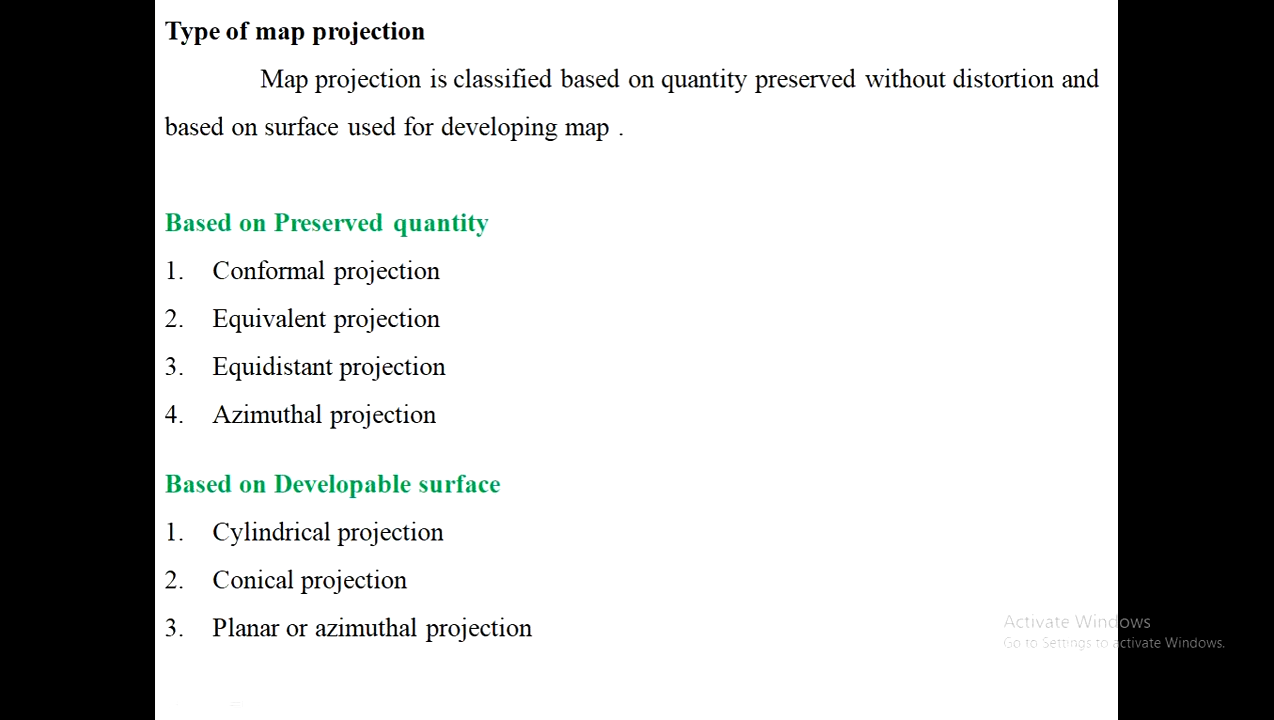 Type of map projection
Map projection is classified based on quantity preserved without distortion and
based on surface used for developing map .
Based on Preserved quantity
1. Conformal projection
2. Equivalent projection
3. Equidistant projection
4. Azimuthal projection
Based on Developable surface
1. Cylindrical projection
2. Conical projection
3. Planar or azimuthal projection
Activate Windows
Go to Settings to activate Windows.